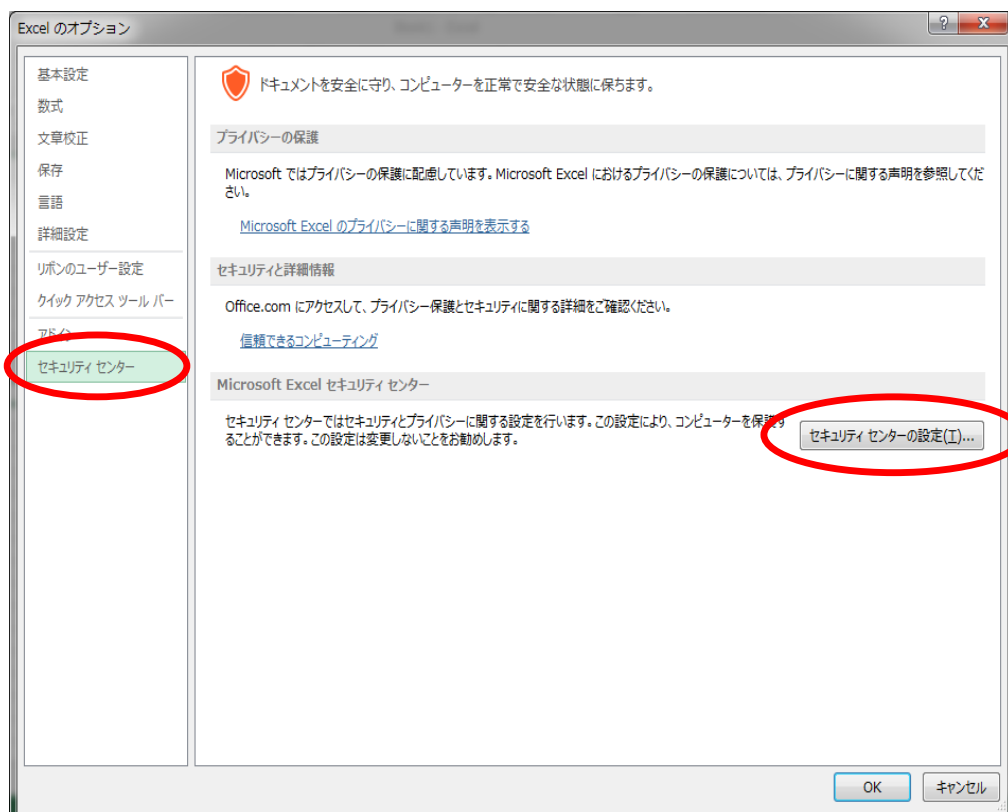 Excel のオプション
基本設定
数式
文章校正
保存
言語
詳細設定
リボンのユーザー設定
クイック アクセス ツール バー
アドイン
セキュリティ センター
ドキュメントを安全に守り、コンピューターを正常で安全な状態に保ちます。
プライバシーの保護
Microsoft ではプライバシーの保護に配慮しています。Microsoft Excel におけるプライバシーの保護については、プライバシーに関する声明を参照してくだ
さい。
Microsoft Excel のプライバシーに関する声明を表示する
セキュリティと詳細情報
Office.com にアクセスして、プライバシー保護とセキュリティに関する詳細をご確認ください。
信頼できるコンピューティング
Microsoft Excel セキュリティ センター
セキュリティ センターではセキュリティとプライバシーに関する設定を行います。この設定により、コンピューターを保護す
ることができます。この設定は変更しないことをお勧めします。
セキュリティ センターの設定(T)...
OK
キャンセル